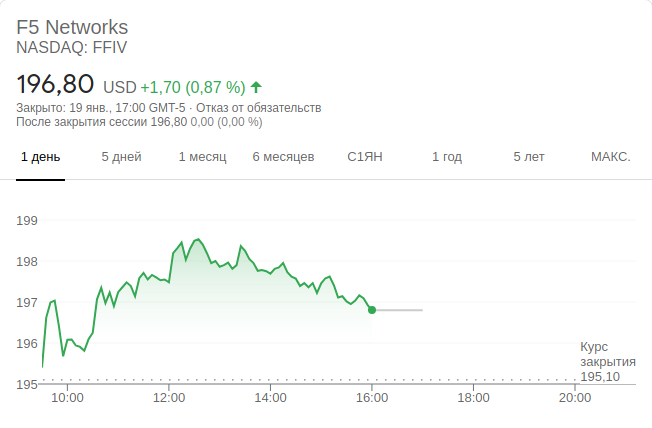 F5 Networks
NASDAQ: FFIV
196,80 USD +1,70 (0,87 %)
Закрыто: 19 янв., 17:00 GMT-5 · Отказ от обязательств
После закрытия сессии 196,80 0,00 (0,00 %)
1 день 5 дней 1 месяц 6 месяцев С1ЯН 1 год 5 лет МАКС.
199
198
197
196
195
Курс
закрытия
195,10
10:00 12:00 14:00 16:00 18:00 20:00